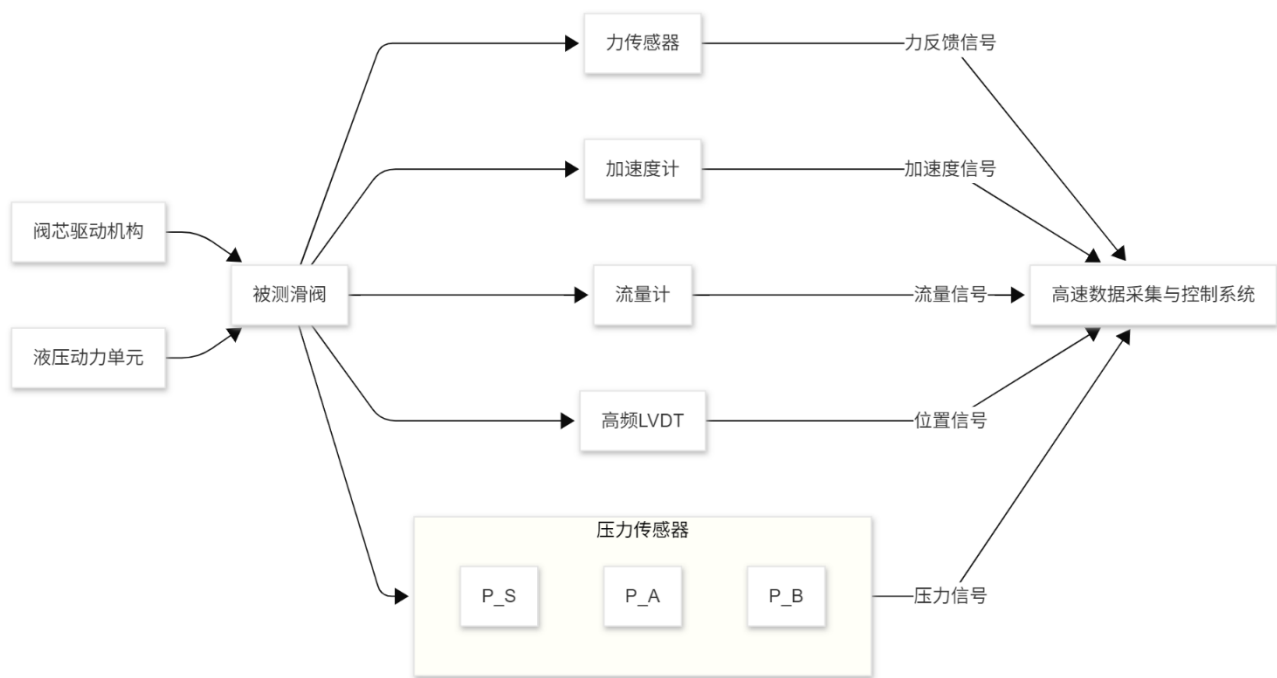 力传感器
力反馈信号
加速度计
加速度信号
阀芯驱动机构
被测滑阀
流量计
流量信号
高速数据采集与控制系统
液压动力单元
高频LVDT
位置信号
压力传感器
P_S
P_A
P_B
压力信号